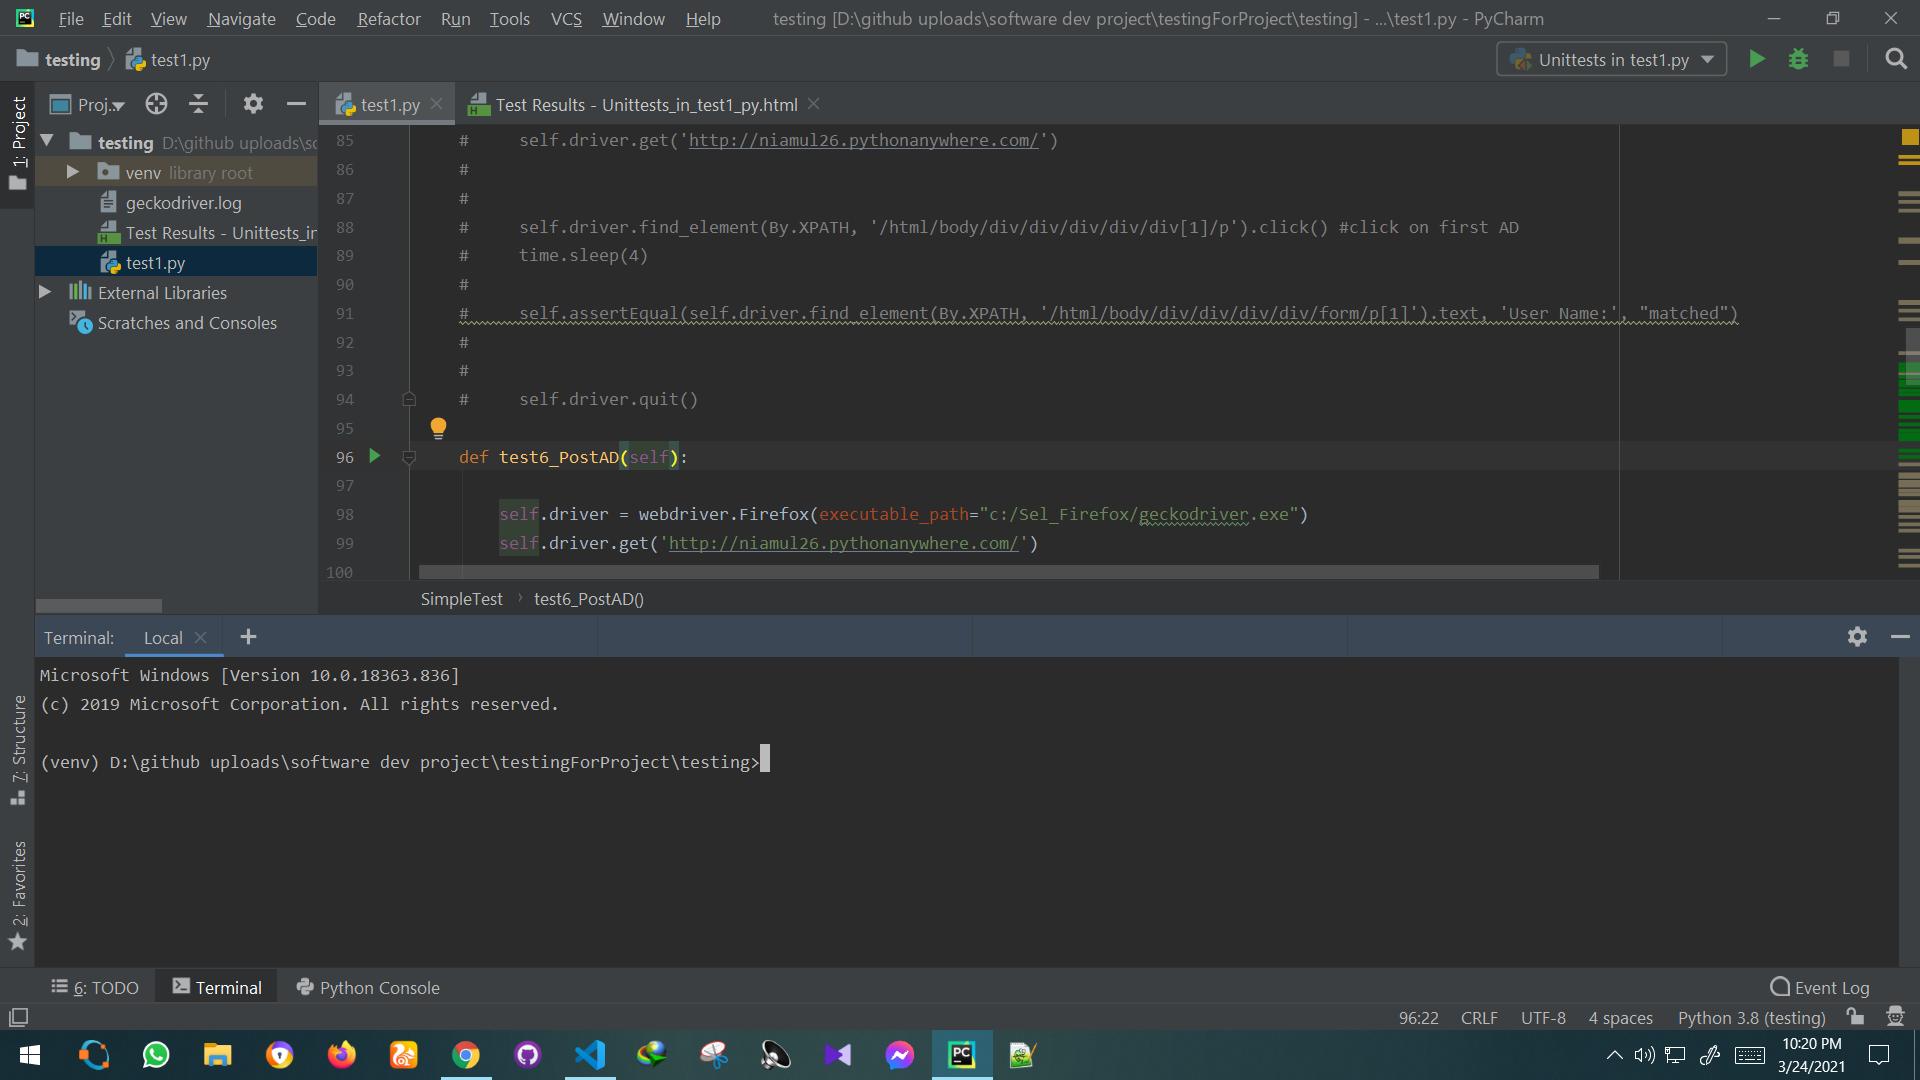 File Edit View Navigate Code Refactor Run Tools VCS Window Help testing [D:\github uploads\software dev project\testingForProject\testing] - ...\test1.py - PyCharm
testing test1.py Unittests in test1.py
Proj.. test1.py Test Results - Unittests_in_test1_py.html
1: Project
testing D:\github uploads\so
venv library root
geckodriver.log
Test Results - Unittests_in
test1.py
External Libraries
Scratches and Consoles
85 # self.driver.get('http://niamul26.pythonanywhere.com/')
86 #
87 #
88 # self.driver.find_element(By.XPATH, '/html/body/div/div/div/div/div[1]/p').click() #click on first AD
89 # time.sleep(4)
90 #
91 # self.assertEqual(self.driver.find_element(By.XPATH, '/html/body/div/div/div/div/form/p[1]').text, 'User Name:', "matched")
92 #
93 #
94 # self.driver.quit()
95
96 def test6_PostAD(self):
97
98 self.driver = webdriver.Firefox(executable_path="c:/Sel_Firefox/geckodriver.exe")
99 self.driver.get('http://niamul26.pythonanywhere.com/')
100
SimpleTest › test6_PostAD()
Terminal: Local +
Microsoft Windows [Version 10.0.18363.836]
(c) 2019 Microsoft Corporation. All rights reserved.
(venv) D:\github uploads\software dev project\testingForProject\testing>
7: Structure
2: Favorites
6: TODO Terminal Python Console Event Log
96:22 CRLF UTF-8 4 spaces Python 3.8 (testing)
PC
10:20 PM
3/24/2021